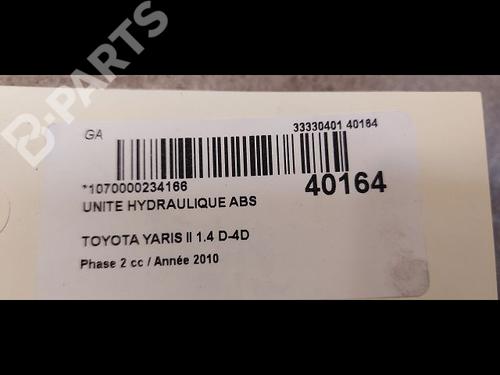 B-PARTS
GA
33330401 40164
*1070000234166
40164
UNITE HYDRAULIQUE ABS
TOYOTA YARIS II 1.4 D-4D
Phase 2 cc / Année 2010